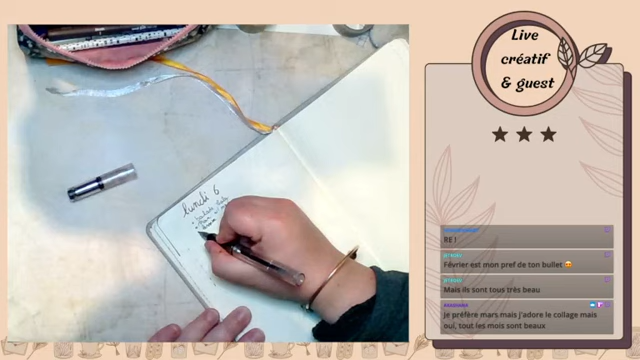 Live
créatif
& guest
lundi 6
RE !
Février est mon pref de ton bullet 😍
Mais ils sont tous très beau
je préfère mars mais j'adore le collage mais
oui, tout les mois sont beaux